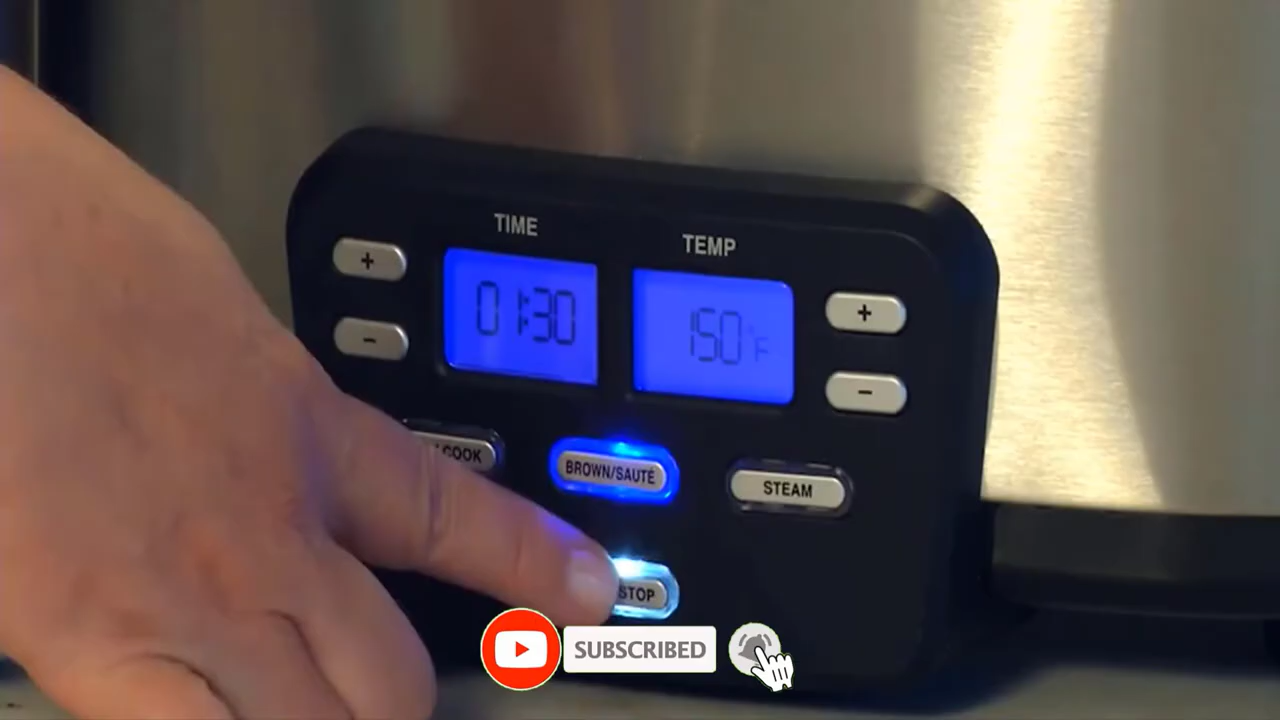 TIME
TEMP
+
+
01:30
150°F
-
-
COOK
BROWN/SAUTÉ
STEAM
STOP
SUBSCRIBED